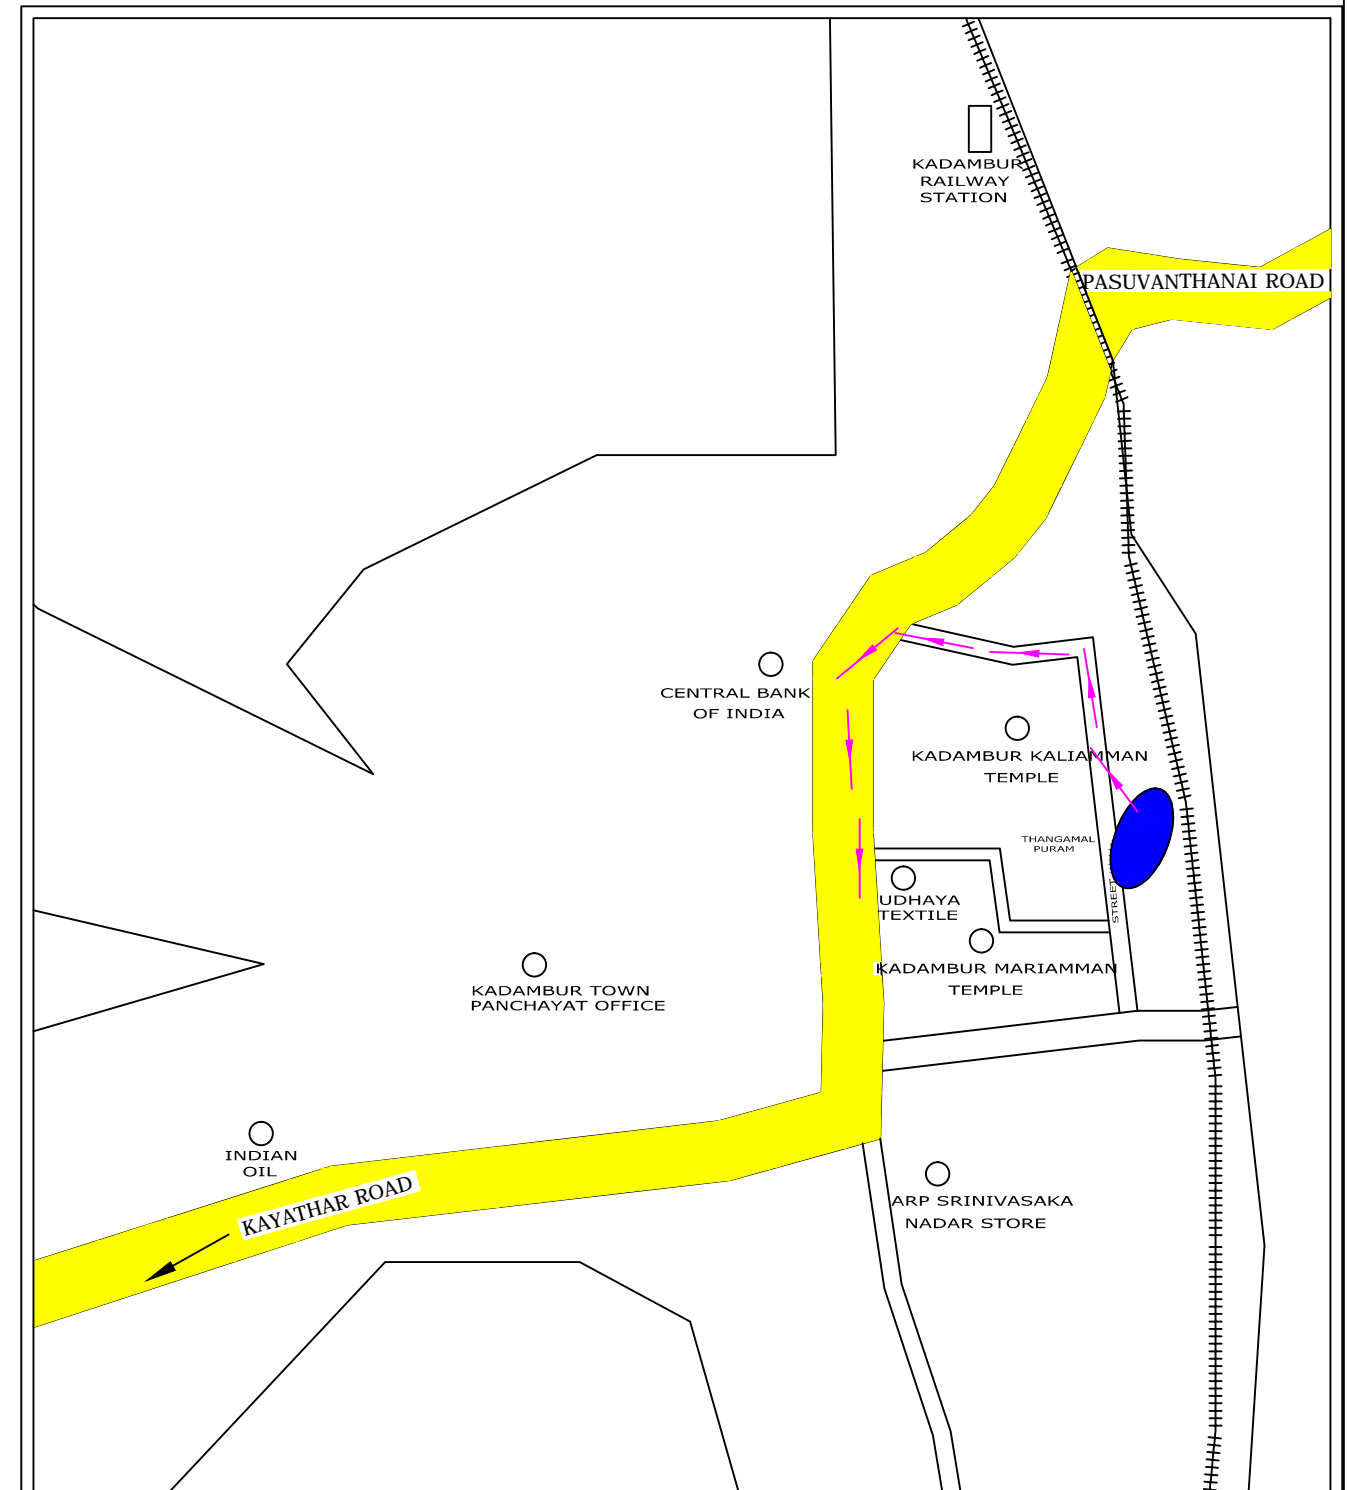 KADAMBUR
RAILWAY
STATION
PASUVANTHANAI ROAD
CENTRAL BANK
OF INDIA
KADAMBUR KALIAMMAN
TEMPLE
THANGAMAL
PURAM
STREET
UDHAYA
TEXTILE
KADAMBUR MARIAMMAN
TEMPLE
KADAMBUR TOWN
PANCHAYAT OFFICE
INDIAN
OIL
KAYATHAR ROAD
ARP SRINIVASAKA
NADAR STORE